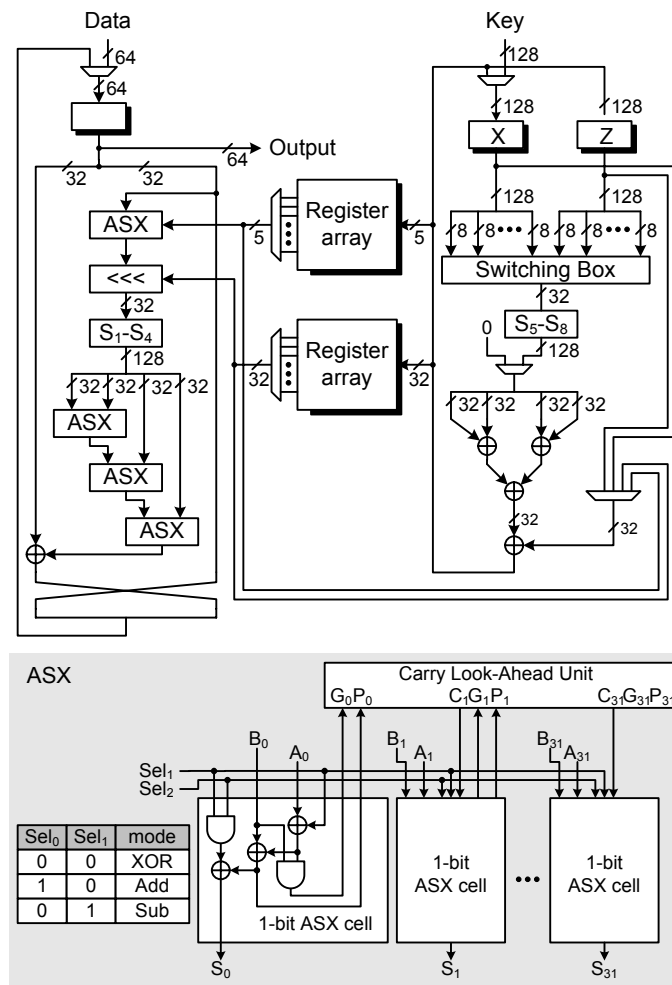 Data
Key
64
128
64
128
128
X
Z
64
Output
32
32
128
128
ASX
5
Register
array
5
8
8
•••
8
8
8
•••
8
<<<
Switching Box
32
32
S1-S4
0
S5-S8
128
128
32
32
32
32
32
Register
array
32
32
32
32
32
ASX
ASX
ASX
32
32
ASX
Carry Look-Ahead Unit
G0P0
C1G1P1
C31G31P31
B0
A0
B1
A1
B31
A31
Sel1
Sel2
Sel0 Sel1 mode
0 0 XOR
1 0 Add
0 1 Sub
1-bit ASX cell
1-bit
ASX cell
•••
1-bit
ASX cell
S0
S1
S31